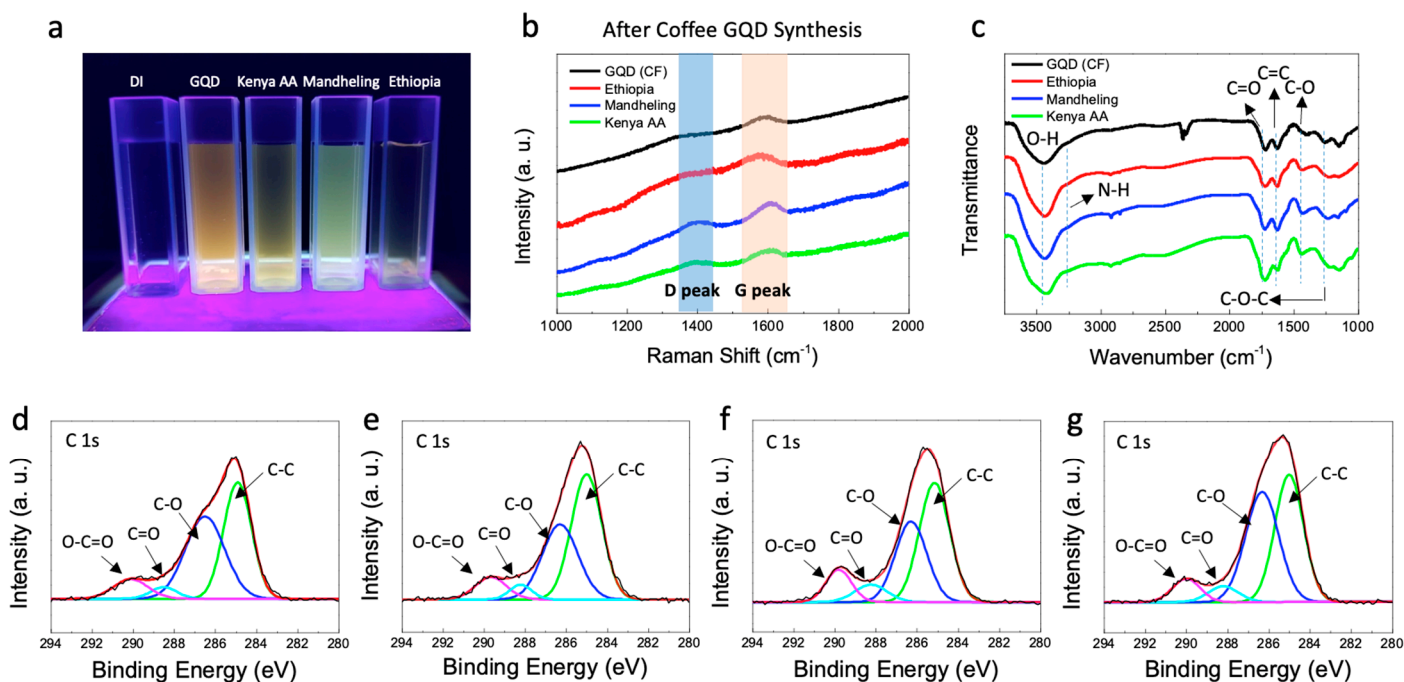 a
DI GQD Kenya AA Mandheling Ethiopia
b
After Coffee GQD Synthesis
GQD (CF)
Ethiopia
Mandheling
Kenya AA
D peak G peak
Intensity (a. u.)
1000 1200 1400 1600 1800 2000
Raman Shift (cm⁻¹)
c
GQD (CF)
Ethiopia
Mandheling
Kenya AA
C=O
C=C
C-O
O-H
N-H
C-O-C
Transmittance
3500 3000 2500 2000 1500 1000
Wavenumber (cm⁻¹)
d
C 1s
C-C
C-O
C=O
O-C=O
Intensity (a. u.)
294 292 290 288 286 284 282 280
Binding Energy (eV)
e
C 1s
C-C
C-O
C=O
O-C=O
Intensity (a. u.)
294 292 290 288 286 284 282 280
Binding Energy (eV)
f
C 1s
C-C
C-O
C=O
O-C=O
Intensity (a. u.)
294 292 290 288 286 284 282 280
Binding Energy (eV)
g
C 1s
C-C
C-O
C=O
O-C=O
Intensity (a. u.)
294 292 290 288 286 284 282 280
Binding Energy (eV)